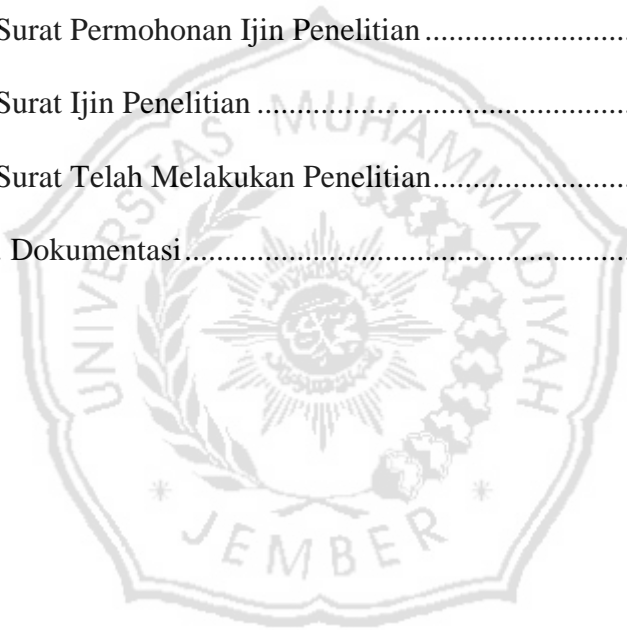 Surat Permohonan Ijin Penelitian........................
Surat Ijin Penelitian..............................................
Surat Telah Melakukan Penelitian.........................
. Dokumentasi.......................................................
UNIVERSITAS MUHAMMADIYAH
JEMBER